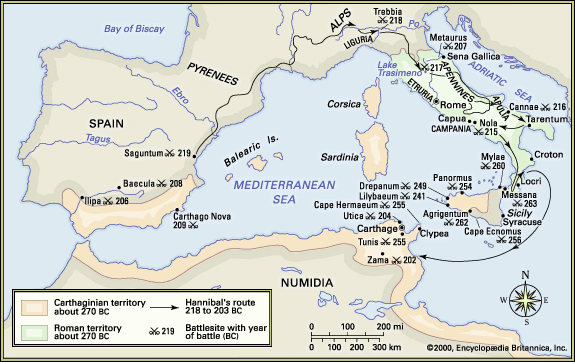 Bay of Biscay
ALPS
Trebbia
218
LIGURIA
Po
Metaurus
207
Sena Gallica
PYRENEES
Lake
Trasimeno
217
ADRIATIC SEA
APENNINES
ETRURIA
Rome
APULIA
Cannae 216
Ebro
Corsica
Capua
Nola
215
CAMPANIA
Tarentum
SPAIN
Tagus
Saguntum 219
Balearic Is.
Sardinia
Mylae
260
Croton
Locri
MEDITERRANEAN
SEA
Baecula 208
Ilipa 206
Carthago Nova
209
Panormus
254
Drepanum 249
Lilybaeum 241
Cape Hermaeum 255
Utica 204
Carthage
Tunis 255
Clypea
Agrigentum
262
Messana
263
Sicily
Syracuse
Cape Ecnomus
256
Zama 202
NUMIDIA
Carthaginian territory
about 270 BC
Roman territory
about 270 BC
Hannibal's route
218 to 203 BC
219 Battlesite with year
of battle (BC)
0 100 200 mi
0 100 300 km
N
W E
S
©2000, Encyclopædia Britannica, Inc.